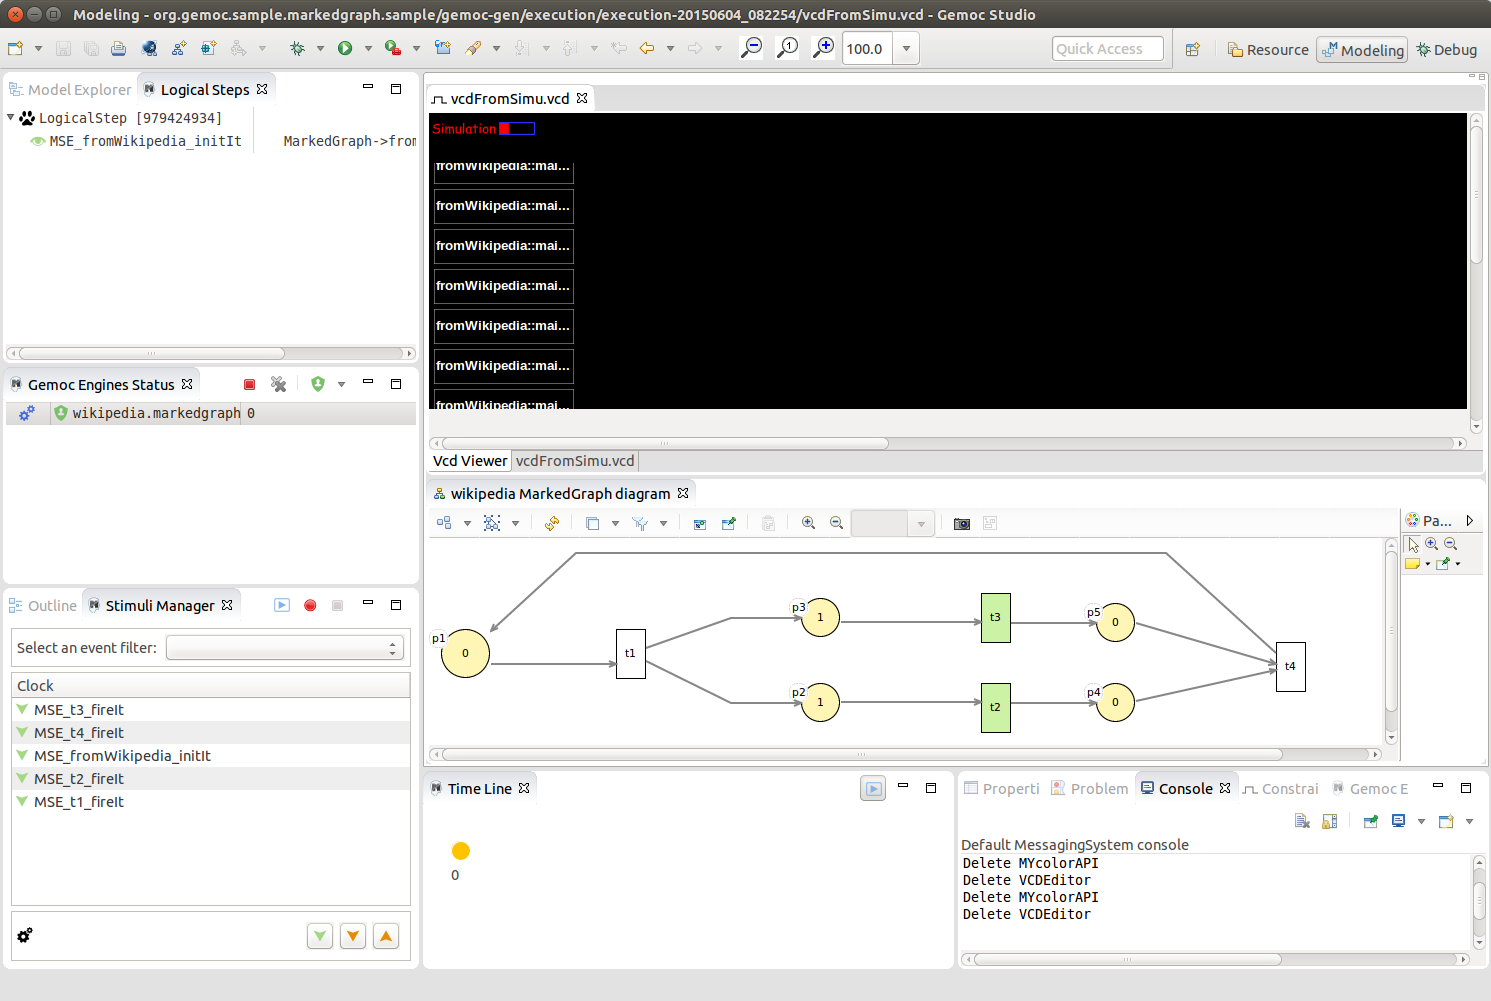 Modeling - org.gemoc.sample.markedgraph.sample/gemoc-gen/execution/execution-20150604_082254/vcdFromSimu.vcd - Gemoc Studio
1
100.0
Quick Access
Resource
Modeling
Debug
Model Explorer
Logical Steps
LogicalStep [979424934]
MSE_fromWikipedia_initIt
MarkedGraph->from
Gemoc Engines Status
wikipedia.markedgraph
0
Outline
Stimuli Manager
Select an event filter:
Clock
MSE_t3_fireIt
MSE_t4_fireIt
MSE_fromWikipedia_initIt
MSE_t2_fireIt
MSE_t1_fireIt
vcdFromSimu.vcd
Simulation
fromWikipedia::mai...
fromWikipedia::mai...
fromWikipedia::mai...
fromWikipedia::mai...
fromWikipedia::mai...
fromWikipedia::mai...
fromWikipedia::mai...
Vcd Viewer
vcdFromSimu.vcd
wikipedia MarkedGraph diagram
Pa...
p1
0
t1
p3
1
p2
1
t3
t2
p5
0
p4
0
t4
Time Line
0
Properti
Problem
Console
Constrai
Gemoc E
Default MessagingSystem console
Delete MYcolorAPI
Delete VCDEditor
Delete MYcolorAPI
Delete VCDEditor